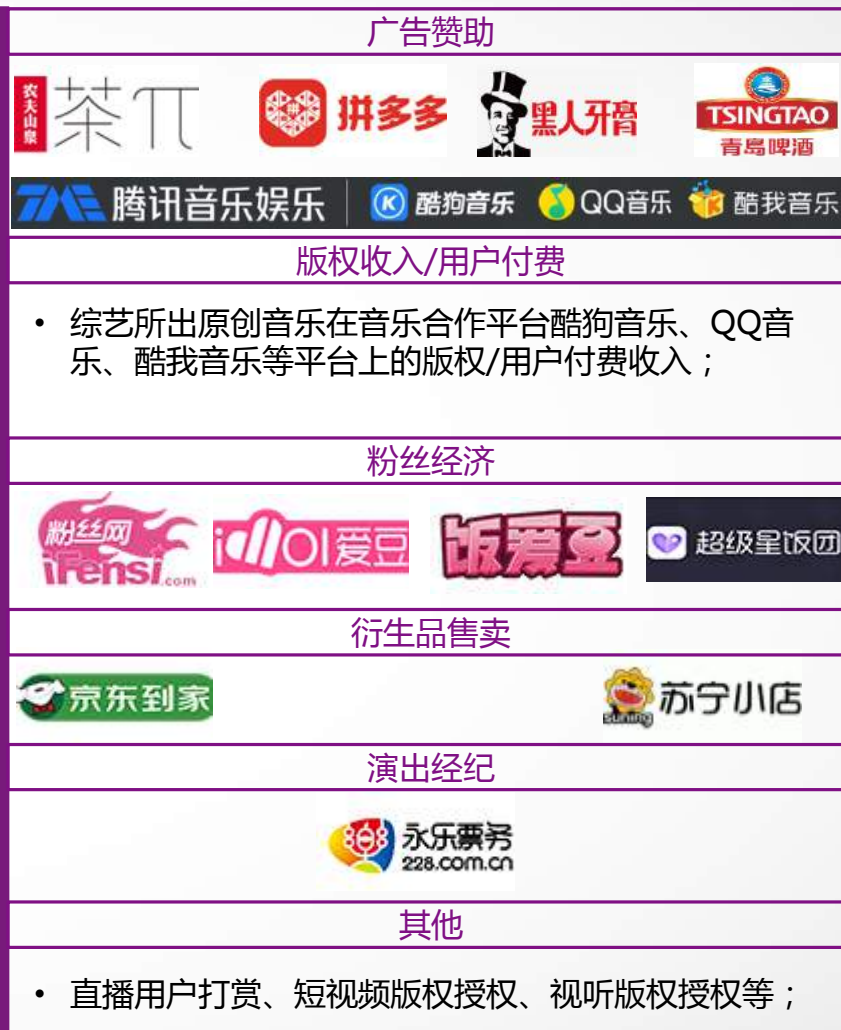 广告赞助
农夫山泉 茶π 拼多多 黑人牙膏 TSINGTAO 青岛啤酒
TME 腾讯音乐娱乐 K 酷狗音乐 QQ音乐 酷我音乐
版权收入/用户付费
• 综艺所出原创音乐在音乐合作平台酷狗音乐、QQ音
乐、酷我音乐等平台上的版权/用户付费收入；
粉丝经济
粉丝网 iFensi.com idol爱豆 饭爱豆 超级星饭团
衍生品售卖
京东到家 suning 苏宁小店
演出经纪
永乐票务
228.com.cn
其他
• 直播用户打赏、短视频版权授权、视听版权授权等；